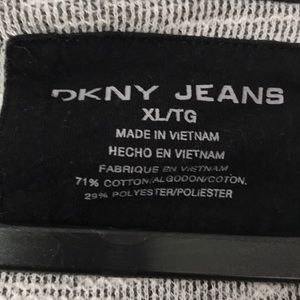 DKNY JEANS
XL/TG
MADE IN VIETNAM
HECHO EN VIETNAM
FABRIQUE EN VIETNAM
71% COTTON/ALGODON/COTON.
29% POLYESTER/POLIESTER